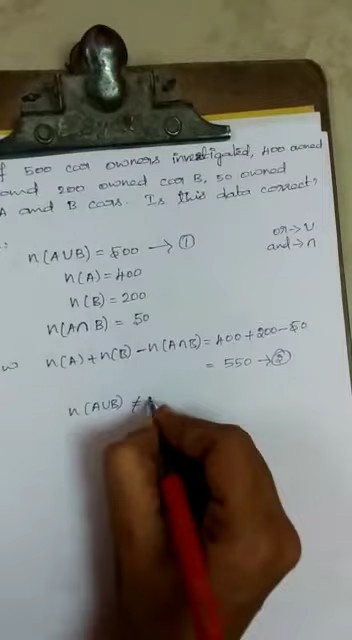 f 500 car owners investigated, 400 owned
and 200 owned car B, 50 owned
A and B cars. Is this data correct?
n(A∪B) = 500 → ①
or → ∪
and → ∩
n(A) = 400
n(B) = 200
n(A∩B) = 50
w n(A) + n(B) - n(A∩B) = 400 + 200 - 50
= 550 → ②
n(A∪B) ≠